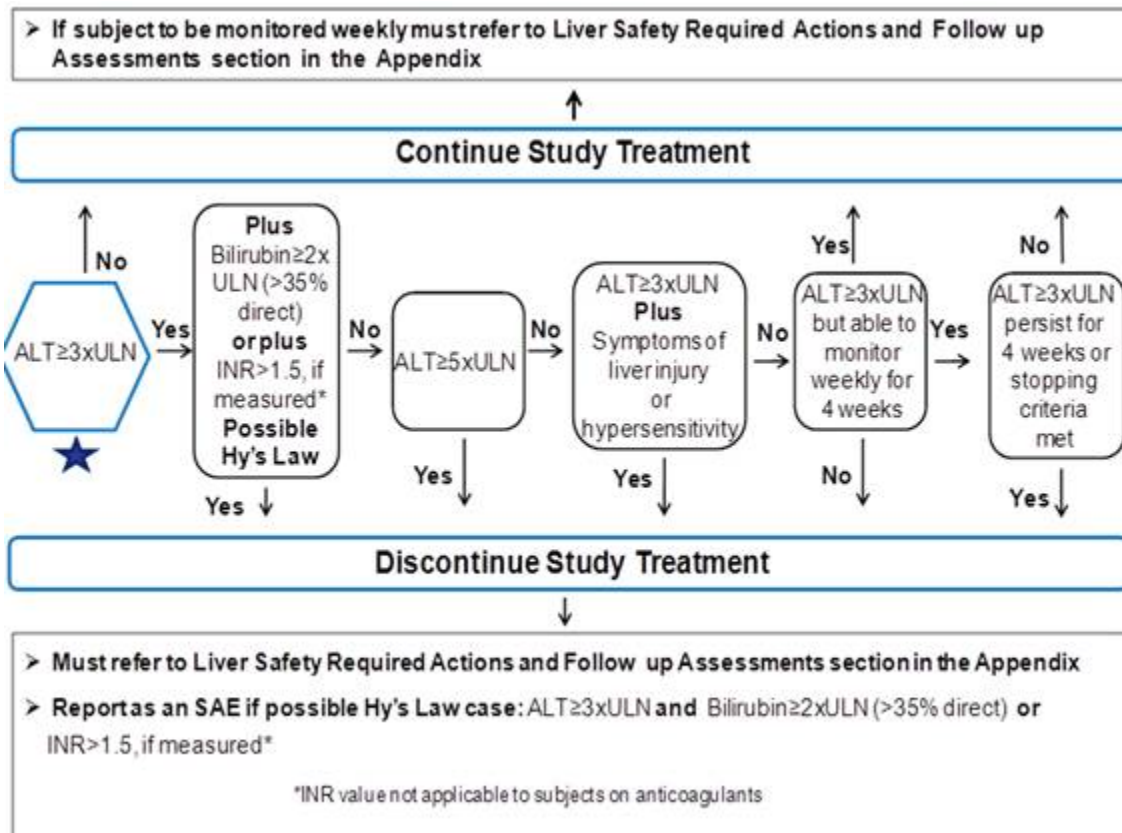 ➢ If subject to be monitored weekly must refer to Liver Safety Required Actions and Follow up
Assessments section in the Appendix
Continue Study Treatment
No
ALT≥3xULN
Yes
Plus
Bilirubin≥2x
ULN (>35%
direct)
or plus
INR>1.5, if
measured*
Possible
Hy's Law
Yes
No
ALT≥5xULN
Yes
No
ALT≥3xULN
Plus
Symptoms of
liver injury
or
hypersensitivity
Yes
No
Yes
ALT≥3xULN
but able to
monitor
weekly for
4 weeks
No
Yes
No
ALT≥3xULN
persist for
4 weeks or
stopping
criteria
met
Yes
Discontinue Study Treatment
➢ Must refer to Liver Safety Required Actions and Follow up Assessments section in the Appendix
➢ Report as an SAE if possible Hy's Law case: ALT≥3xULN and Bilirubin≥2xULN (>35% direct) or
INR>1.5, if measured*
*INR value not applicable to subjects on anticoagulants